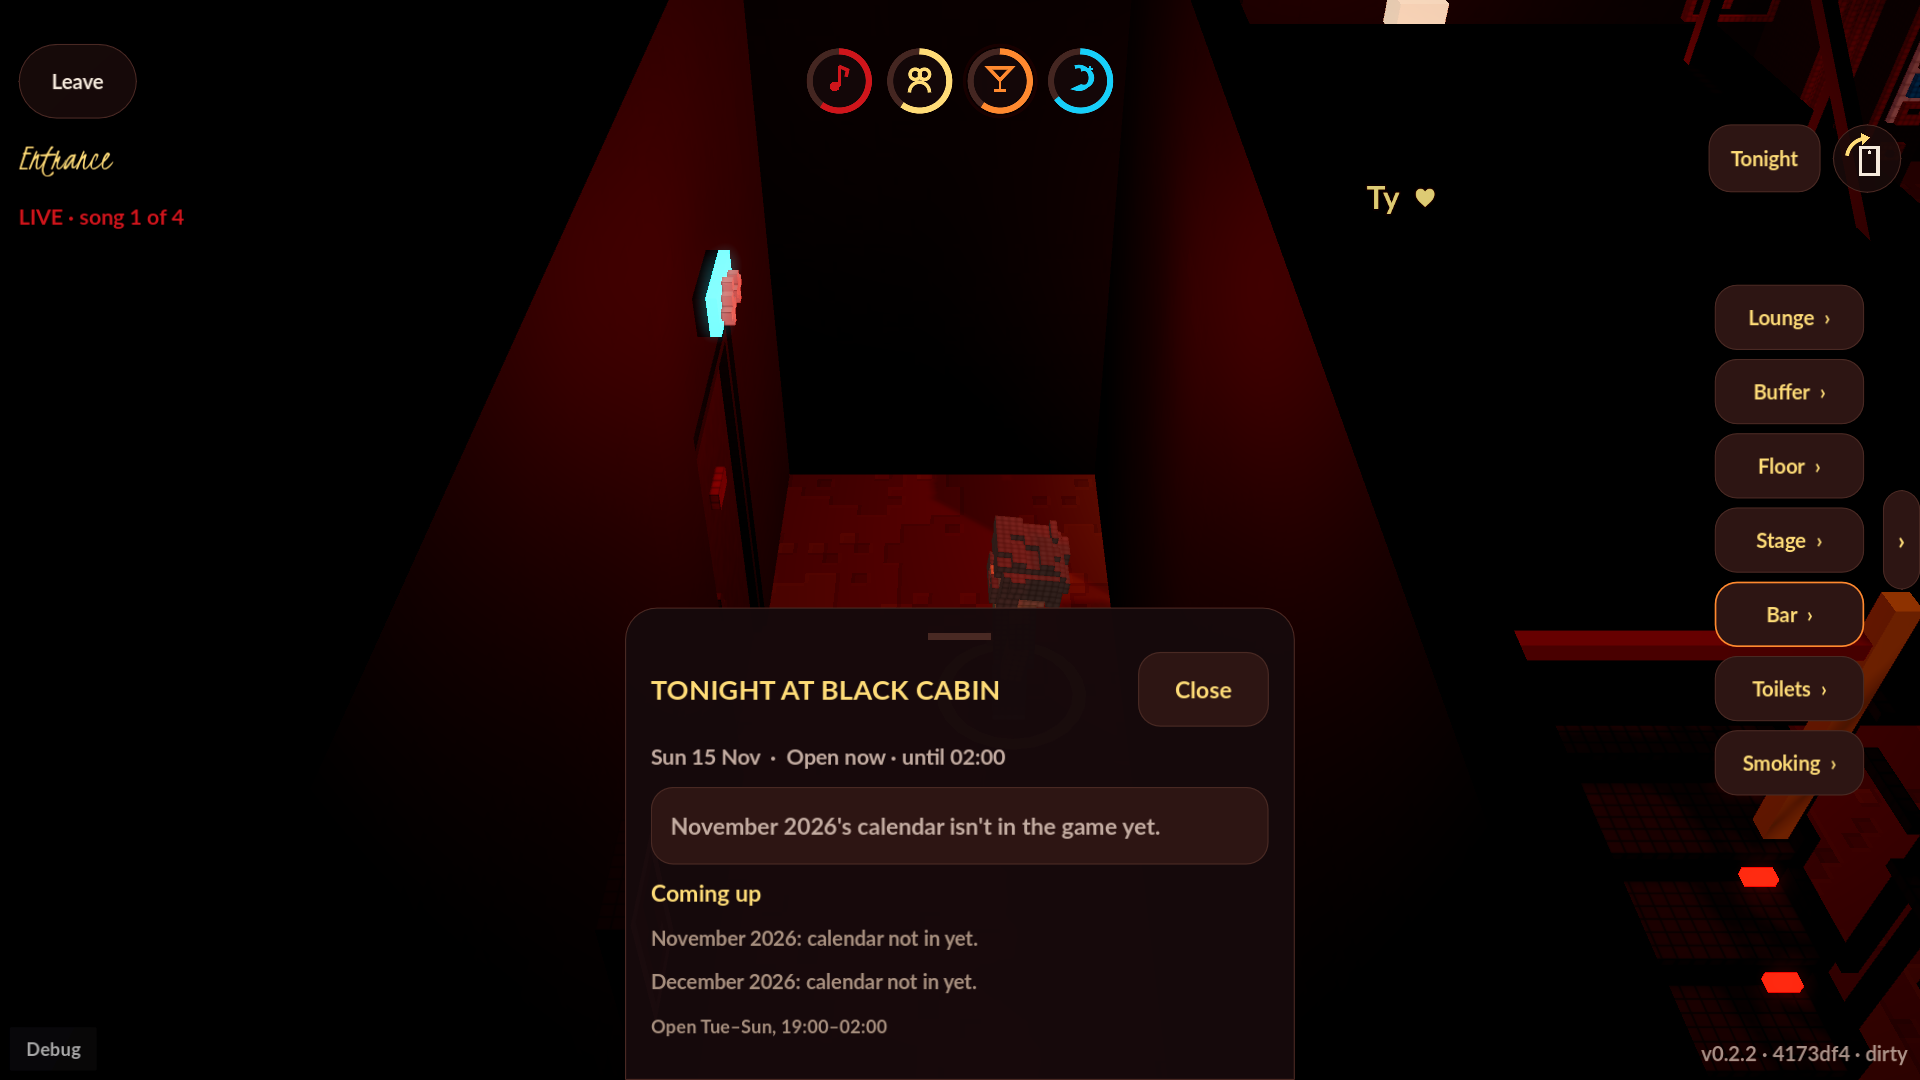 Leave
Entrance
LIVE · song 1 of 4
Ty ♥
Tonight
Lounge ›
Buffer ›
Floor ›
Stage ›
Bar ›
Toilets ›
Smoking ›
›
TONIGHT AT BLACK CABIN
Close
Sun 15 Nov · Open now · until 02:00
November 2026's calendar isn't in the game yet.
Coming up
November 2026: calendar not in yet.
December 2026: calendar not in yet.
Open Tue–Sun, 19:00–02:00
Debug
v0.2.2 · 4173df4 · dirty